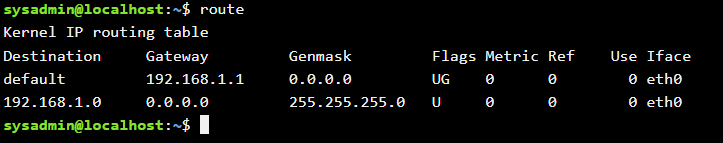 sysadmin@localhost:~$ route
Kernel IP routing table
Destination     Gateway         Genmask         Flags Metric Ref    Use Iface
default         192.168.1.1     0.0.0.0         UG    0      0        0 eth0
192.168.1.0     0.0.0.0         255.255.255.0   U     0      0        0 eth0
sysadmin@localhost:~$